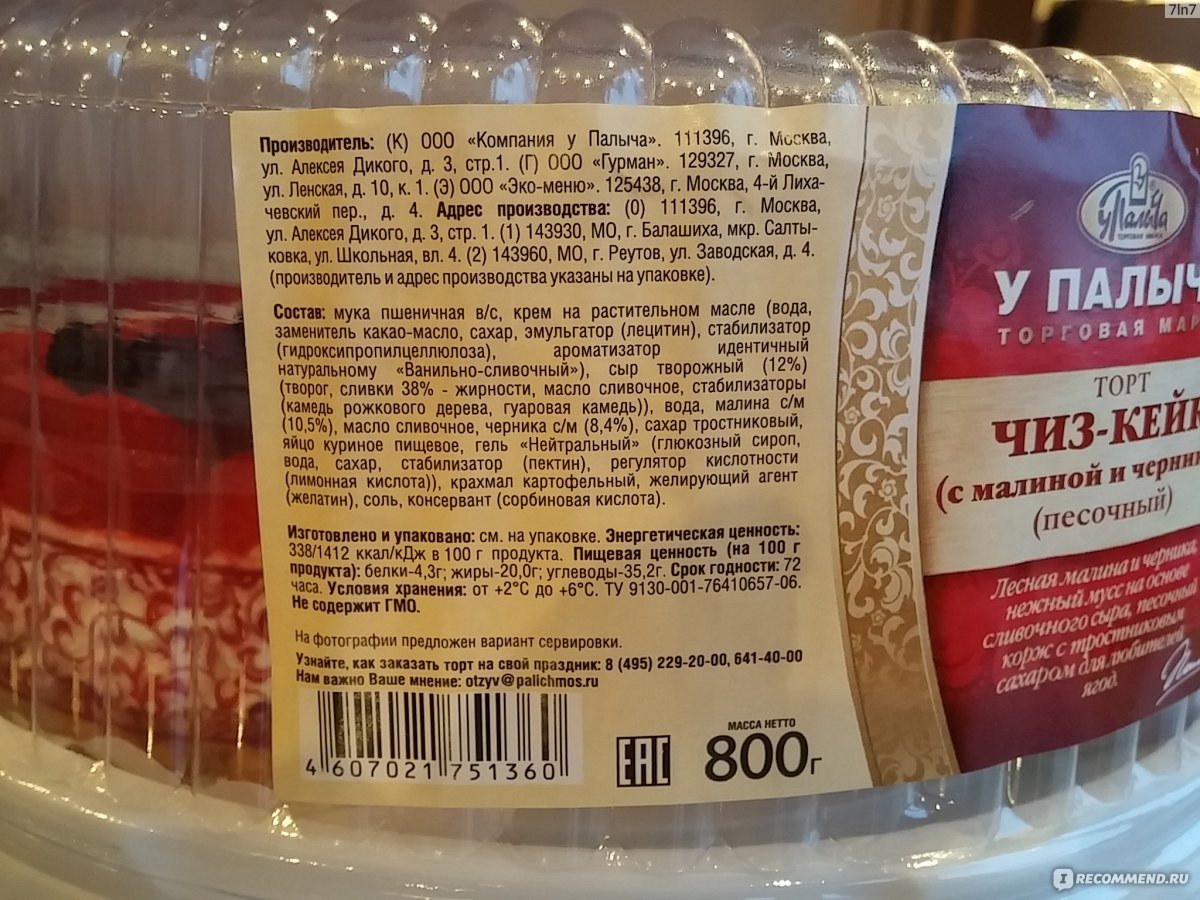 7ln7
Производитель: (К) ООО «Компания у Палыча». 111396, г. Москва,
ул. Алексея Дикого, д. 3, стр.1. (Г) ООО «Гурман». 129327, г. Москва,
ул. Ленская, д. 10, к. 1. (Э) ООО «Эко-меню». 125438, г. Москва, 4-й Лиха-
чевский пер., д. 4. Адрес производства: (0) 111396, г. Москва,
ул. Алексея Дикого, д. 3, стр. 1. (1) 143930, МО, г. Балашиха, мкр. Салты-
ковка, ул. Школьная, вл. 4. (2) 143960, МО, г. Реутов, ул. Заводская, д. 4.
(производитель и адрес производства указаны на упаковке).
Состав: мука пшеничная в/с, крем на растительном масле (вода,
заменитель какао-масло, сахар, эмульгатор (лецитин), стабилизатор
(гидроксипропилцеллюлоза), ароматизатор идентичный
натуральному «Ванильно-сливочный»), сыр творожный (12%)
(творог, сливки 38% - жирности, масло сливочное, стабилизаторы
(камедь рожкового дерева, гуаровая камедь)), вода, малина с/м
(10,5%), масло сливочное, черника с/м (8,4%), сахар тростниковый,
яйцо куриное пищевое, гель «Нейтральный» (глюкозный сироп,
вода, сахар, стабилизатор (пектин), регулятор кислотности
(лимонная кислота)), крахмал картофельный, желирующий агент
(желатин), соль, консервант (сорбиновая кислота).
Изготовлено и упаковано: см. на упаковке. Энергетическая ценность:
338/1412 ккал/кДж в 100 г продукта. Пищевая ценность (на 100 г
продукта): белки-4,3г; жиры-20,0г; углеводы-35,2г. Срок годности: 72
часа. Условия хранения: от +2°С до +6°С. ТУ 9130-001-76410657-06.
Не содержит ГМО.
На фотографии предложен вариант сервировки.
Узнайте, как заказать торт на свой праздник: 8 (495) 229-20-00, 641-40-00
Нам важно Ваше мнение: otzyv@palichmos.ru
4 607021 751360
ЕАС
МАССА НЕТТО
800г
у Палыча
ТОРГОВАЯ МАРКА
У ПАЛЫЧ
ТОРГОВАЯ МАР
ТОРТ
ЧИЗ-КЕЙК
(с малиной и черник
(песочный)
Лесная малина и черника,
нежный мусс на основе
сливочного сыра, песочный
корж с тростниковым
сахаром для любителей
ягод.
IRECOMMEND.RU